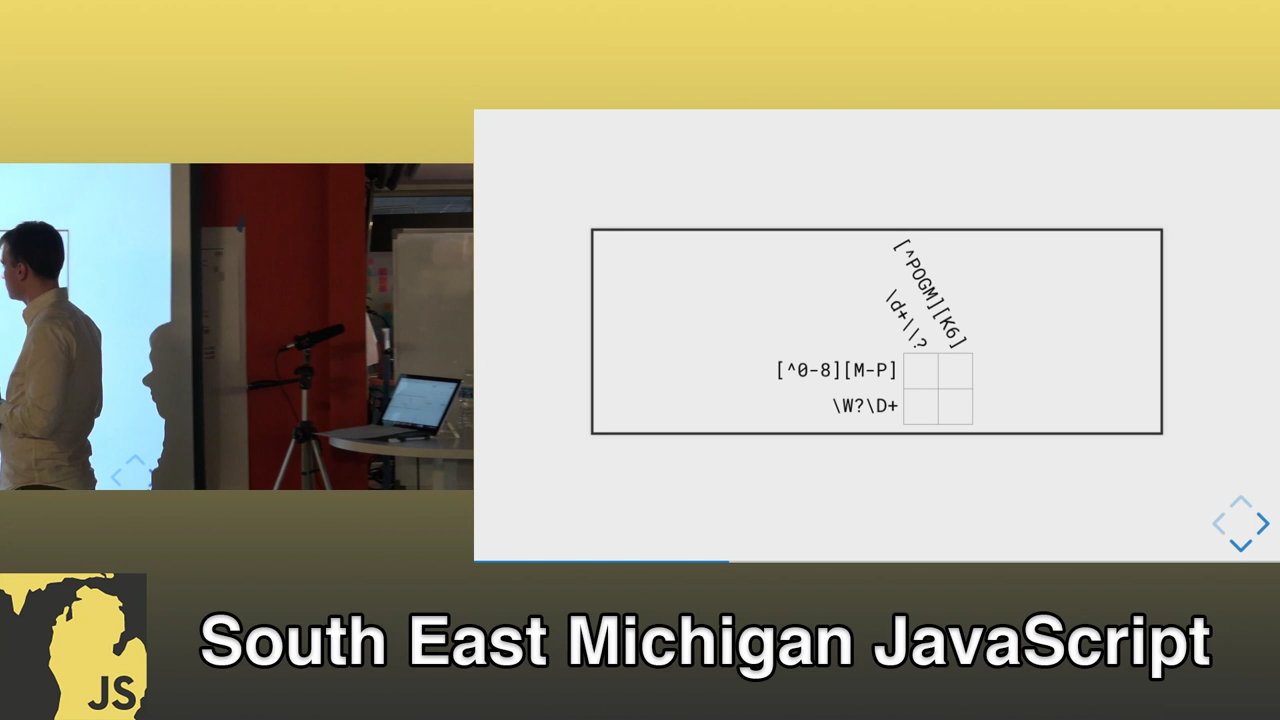 [^POGM][K6]
\d+\\?
[^0-8][M-P]
\W?\D+
JS
South East Michigan JavaScript